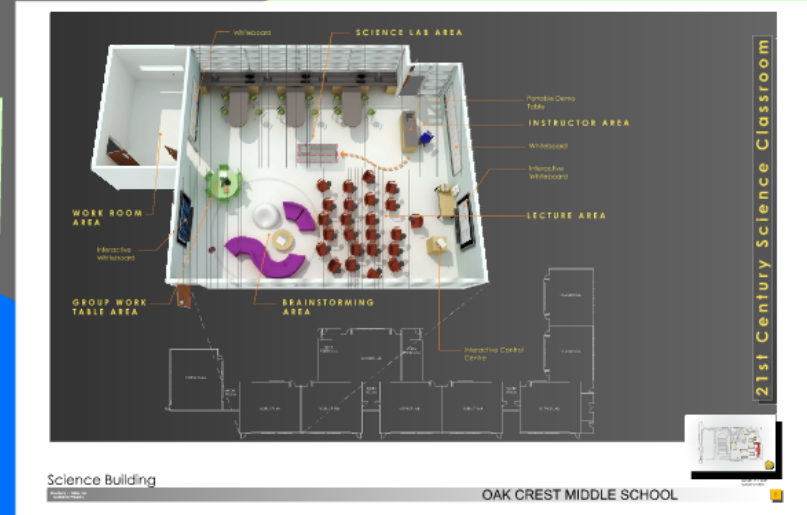 Whiteboard
SCIENCE LAB AREA
Portable Demo
Table
INSTRUCTOR AREA
Whiteboard
Interactive
Whiteboard
LECTURE AREA
WORK ROOM
AREA
Interactive
Whiteboard
GROUP WORK
TABLE AREA
BRAINSTORMING
AREA
Interactive Control
Centre
21st Century Science Classroom
Science Building
OAK CREST MIDDLE SCHOOL